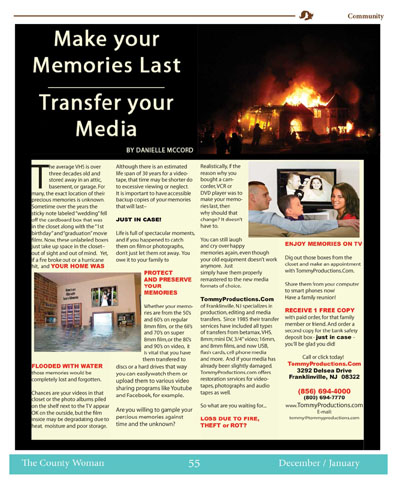 Community
Make your
Memories Last
Transfer your
Media
BY DANIELLE MCCORD
The average VHS is over
three decades old and
stored away in an attic,
basement, or garage. For
many, the exact location of their
precious memories is unknown.
Sometime over the years the
sticky note labeled "wedding" fell
off the cardboard box that was
in the closet along with the "1st
birthday" and "graduation" movie
films. Now, these unlabeled boxes
just take up space in the closet--
out of sight and out of mind. Yet,
if a fire broke out or a hurricane
hit, and YOUR HOME WAS
FLOODED WITH WATER
those memories would be
completely lost and forgotten.
Chances are your videos in that
closet or the photo albums piled
on the shelf next to the TV appear
OK on the outside, but the film
inside may be degradating due to
heat, moisture and poor storage.
Although there is an estimated
life span of 30 years for a video-
tape, that time may be shorter do
to excessive viewing or neglect.
It is important to have accessible
backup copies of your memories
that will last--
JUST IN CASE!
Life is full of spectacular moments,
and if you happened to catch
them on film or photographs,
don't just let them rot away. You
owe it to your family to
PROTECT
AND PRESERVE
YOUR
MEMORIES
Whether your memo-
ries are from the 50's
and 60's on regular
8mm film, or the 60's
and 70's on super
8mm film, or the 80's
and 90's on video, it
is vital that you have
them transfered to
discs or a hard drives that way
you can easily watch them or
upload them to various video
sharing programs like Youtube
and Facebook, for example.
Are you willing to gample your
percious memories against
time and the unknown?
Realistically, if the
reason why you
bought a cam-
corder, VCR or
DVD player was to
make your memo-
ries last, then
why should that
change? It doesn't
have to.
You can still laugh
and cry over happy
memories again, even though
your old equipment doesn't work
anymore. Just
simply have them properly
remastered to the new media
formats of choice.
TommyProductions.Com
of Franklinville, NJ specializes in
production, editing and media
transfers. Since 1985 their transfer
services have included all types
of transfers from betamax, VHS,
8mm, mini DV, 3/4" video, 16mm,
and 8mm films, and now USB,
flash cards, cell phone media
and more. And if your media has
already been slightly damaged
TommyProductions.com offers
restoration services for video-
tapes, photographs and audio
tapes as well.
So what are you waiting for...
LOSS DUE TO FIRE,
THEFT or ROT?
ENJOY MEMORIES ON TV
Dig out those boxes from the
closet and make an appointment
with TommyProductions.Com.
Share them from your computer
to smart phones now!
Have a family reunion!
RECEIVE 1 FREE COPY
with paid order, for that family
member or friend. And order a
second copy for the bank safety
deposit box - just in case -
you'll be glad you did!
Call or click today!
TommyProductions.Com
3292 Delsea Drive
Franklinville, NJ 08322
(856) 694-4000
(800) 694-7770
www.TommyProductions.com
E-mail:
tommy@tommyproductions.com
The County Woman 55 December / January